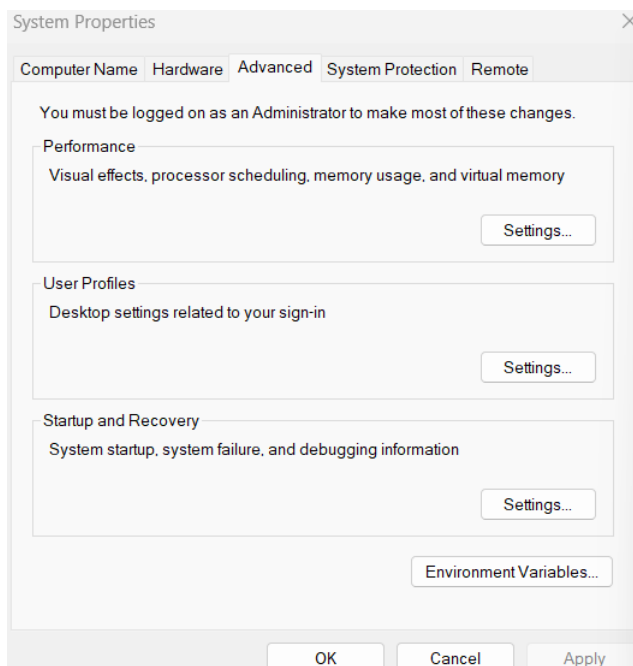 System Properties
Computer Name Hardware Advanced System Protection Remote
You must be logged on as an Administrator to make most of these changes.
Performance
Visual effects, processor scheduling, memory usage, and virtual memory
Settings...
User Profiles
Desktop settings related to your sign-in
Settings...
Startup and Recovery
System startup, system failure, and debugging information
Settings...
Environment Variables...
OK Cancel Apply